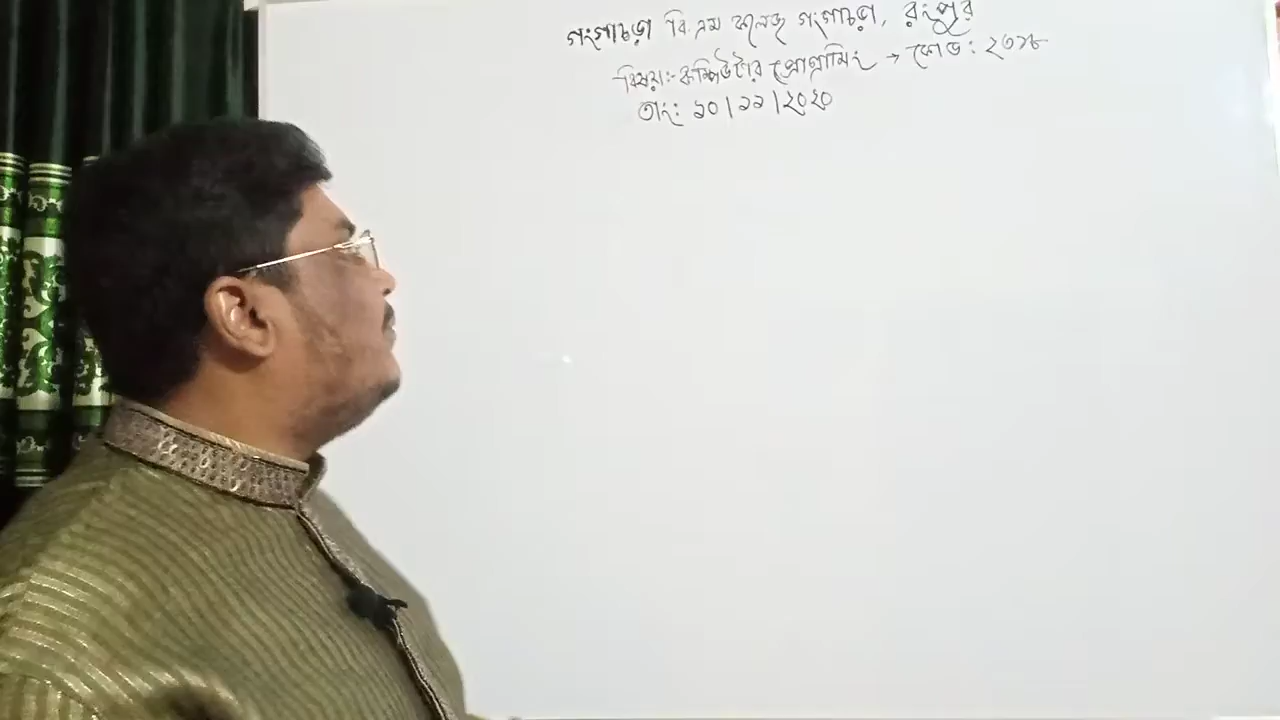 গংগাচড়া বি.এম কলেজ গংগাচড়া, রংপুর
বিষয়ঃ- কম্পিউটার প্রোগ্রামিং → কোডঃ ২৩১৮
তাংঃ ১০/১১/২০২০